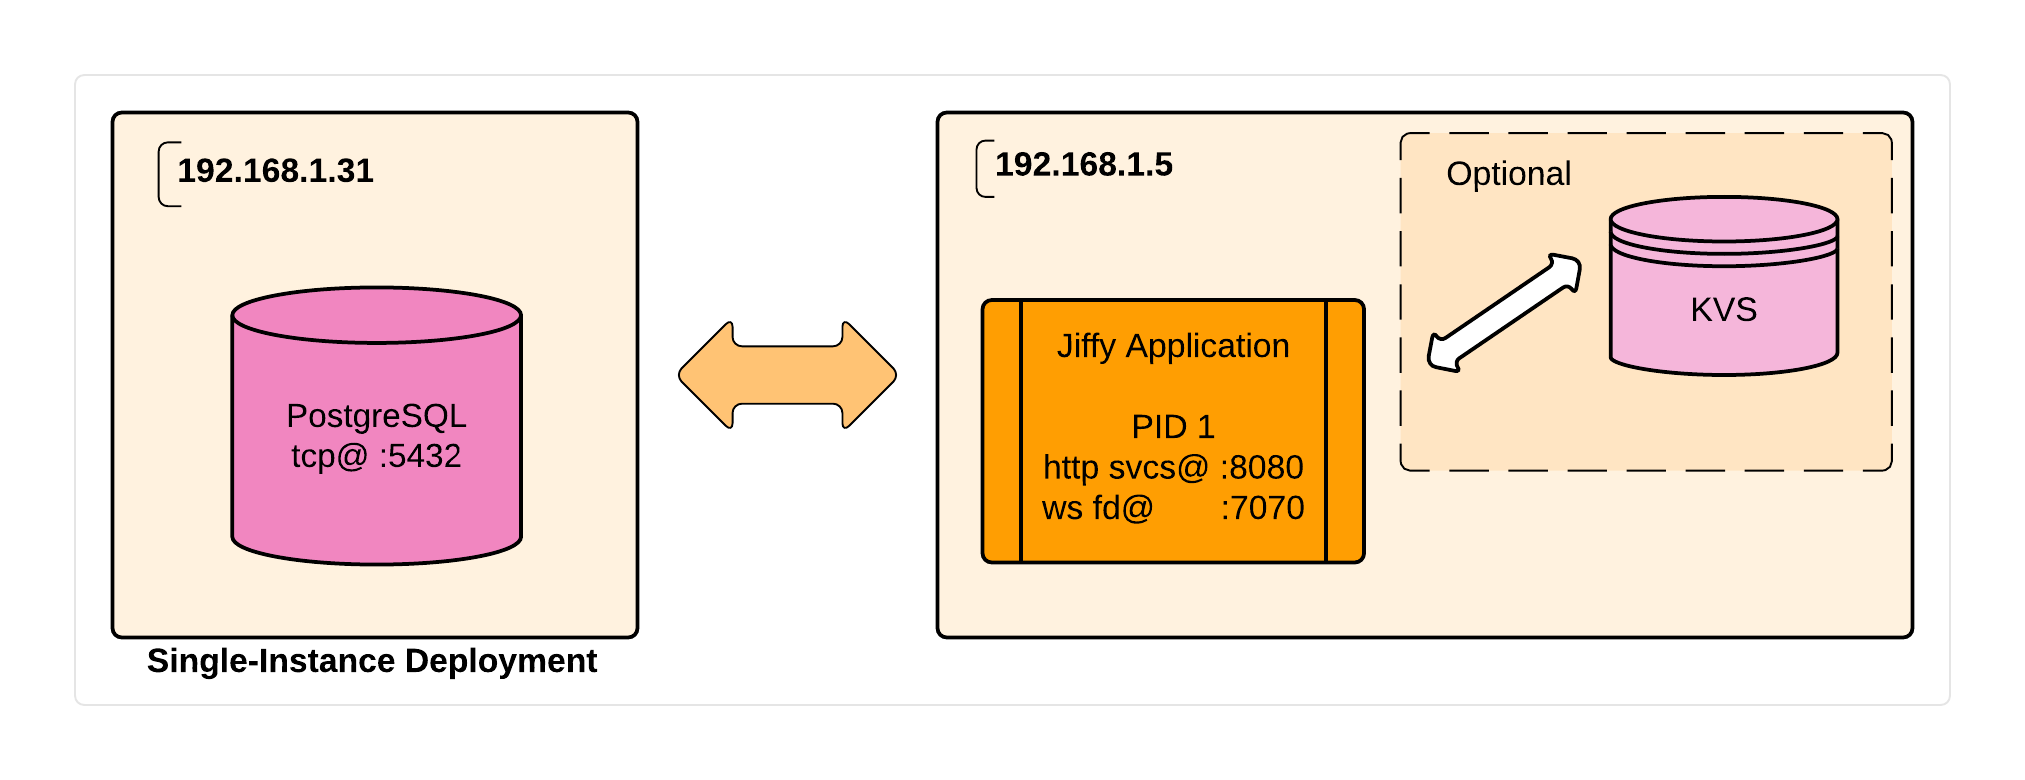 192.168.1.31
PostgreSQL
tcp@ :5432
Single-Instance Deployment
192.168.1.5
Jiffy Application
PID 1
http svcs@ :8080
ws fd@ :7070
Optional
KVS